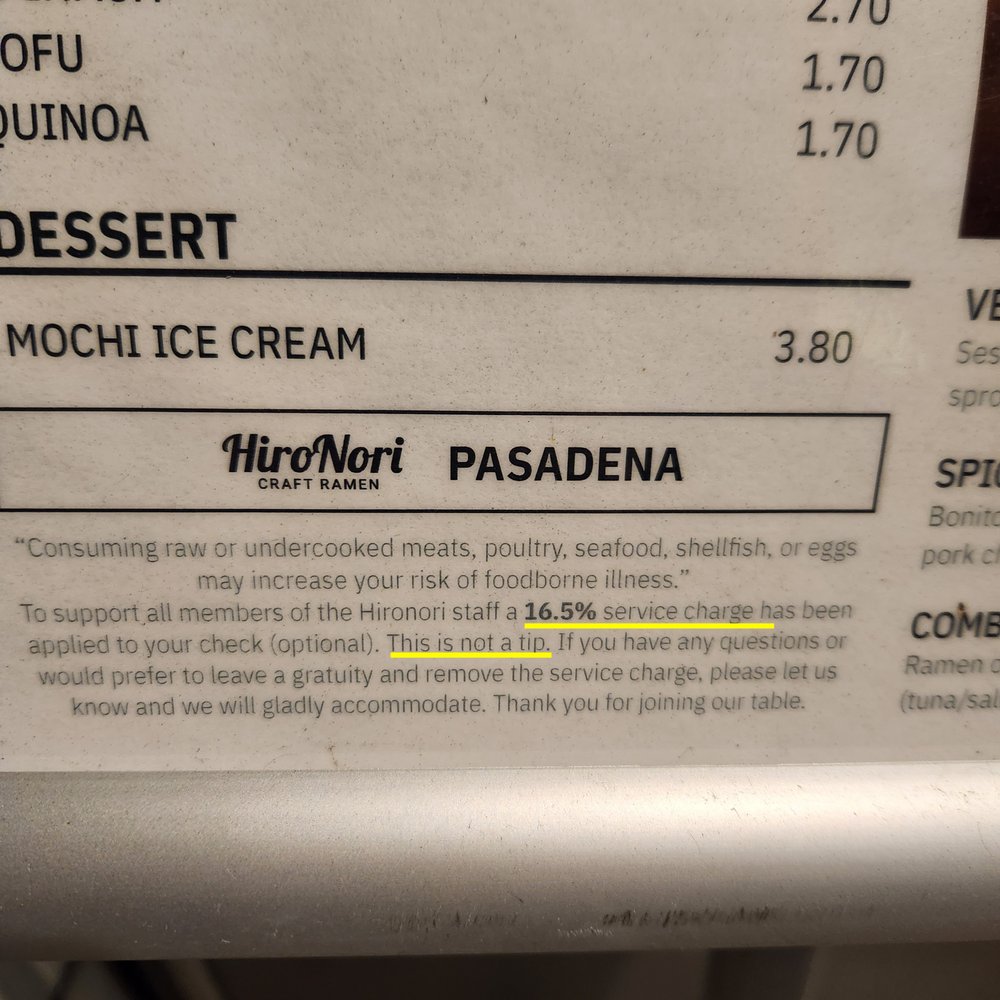 2.70
OFU 1.70
QUINOA 1.70
DESSERT
MOCHI ICE CREAM 3.80
HiroNori
CRAFT RAMEN
PASADENA
“Consuming raw or undercooked meats, poultry, seafood, shellfish, or eggs
may increase your risk of foodborne illness.”
To support all members of the Hironori staff a 16.5% service charge has been
applied to your check (optional). This is not a tip. If you have any questions or
would prefer to leave a gratuity and remove the service charge, please let us
know and we will gladly accommodate. Thank you for joining our table.
VE
Ses
spro
SPIC
Bonito
pork ch
COMB
Ramen o
(tuna/sal